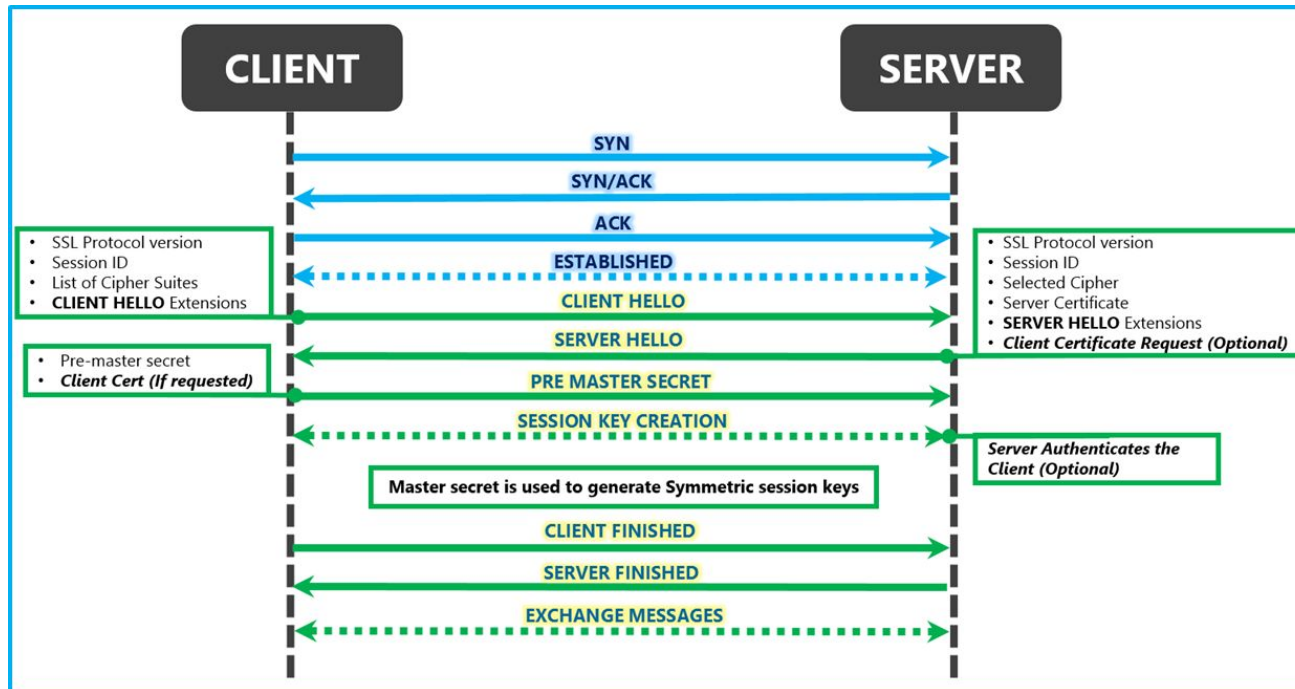 CLIENT
SERVER
SYN
SYN/ACK
ACK
ESTABLISHED
• SSL Protocol version
• Session ID
• List of Cipher Suites
• CLIENT HELLO Extensions
• SSL Protocol version
• Session ID
• Selected Cipher
• Server Certificate
• SERVER HELLO Extensions
• Client Certificate Request (Optional)
CLIENT HELLO
SERVER HELLO
• Pre-master secret
• Client Cert (If requested)
PRE MASTER SECRET
SESSION KEY CREATION
Server Authenticates the
Client (Optional)
Master secret is used to generate Symmetric session keys
CLIENT FINISHED
SERVER FINISHED
EXCHANGE MESSAGES